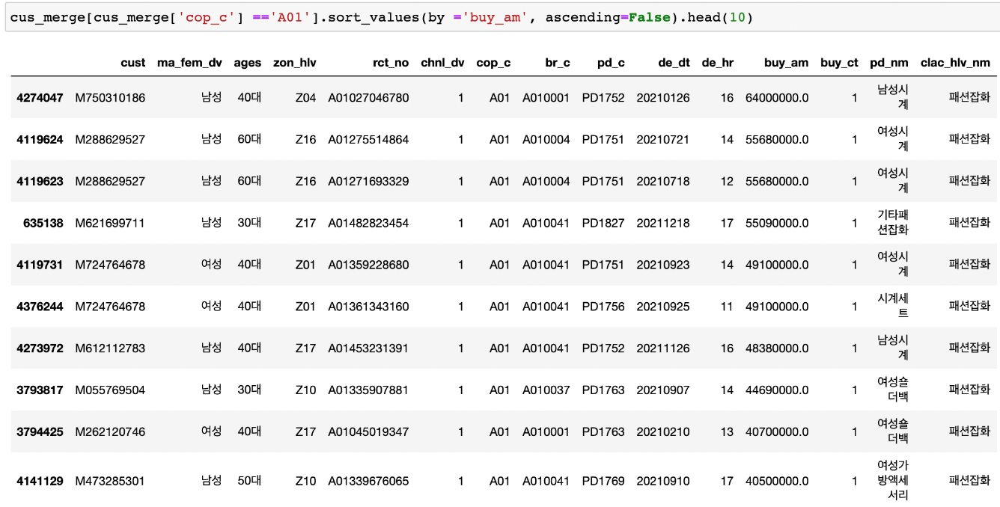 cus_merge[cus_merge['cop_c'] =='A01'].sort_values(by ='buy_am', ascending=False).head(10)
cust ma_fem_dv ages zon_hlv rct_no chnl_dv cop_c br_c pd_c de_dt de_hr buy_am buy_ct pd_nm clac_hlv_nm
4274047 M750310186 남성 40대 Z04 A01027046780 1 A01 A010001 PD1752 20210126 16 64000000.0 1 남성시
계 패션잡화
4119624 M288629527 남성 60대 Z16 A01275514864 1 A01 A010004 PD1751 20210721 14 55680000.0 1 여성시
계 패션잡화
4119623 M288629527 남성 60대 Z16 A01271693329 1 A01 A010004 PD1751 20210718 12 55680000.0 1 여성시
계 패션잡화
635138 M621699711 남성 30대 Z17 A01482823454 1 A01 A010041 PD1827 20211218 17 55090000.0 1 기타패
션잡화 패션잡화
4119731 M724764678 여성 40대 Z01 A01359228680 1 A01 A010041 PD1751 20210923 14 49100000.0 1 여성시
계 패션잡화
4376244 M724764678 여성 40대 Z01 A01361343160 1 A01 A010041 PD1756 20210925 11 49100000.0 1 시계세
트 패션잡화
4273972 M612112783 남성 40대 Z17 A01453231391 1 A01 A010041 PD1752 20211126 16 48380000.0 1 남성시
계 패션잡화
3793817 M055769504 남성 30대 Z10 A01335907881 1 A01 A010037 PD1763 20210907 14 44690000.0 1 여성숄
더백 패션잡화
3794425 M262120746 여성 40대 Z17 A01045019347 1 A01 A010001 PD1763 20210210 13 40700000.0 1 여성숄
더백 패션잡화
4141129 M473285301 남성 50대 Z10 A01339676065 1 A01 A010041 PD1769 20210910 17 40500000.0 1 여성가
방액세 패션잡화
서리